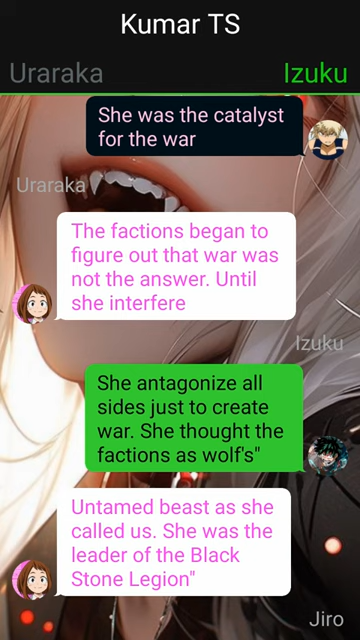 Kumar TS
Uraraka Izuku
She was the catalyst
for the war
Uraraka
The factions began to
figure out that war was
not the answer. Until
she interfere
Izuku
She antagonize all
sides just to create
war. She thought the
factions as wolf's"
Untamed beast as she
called us. She was the
leader of the Black
Stone Legion"
Jiro